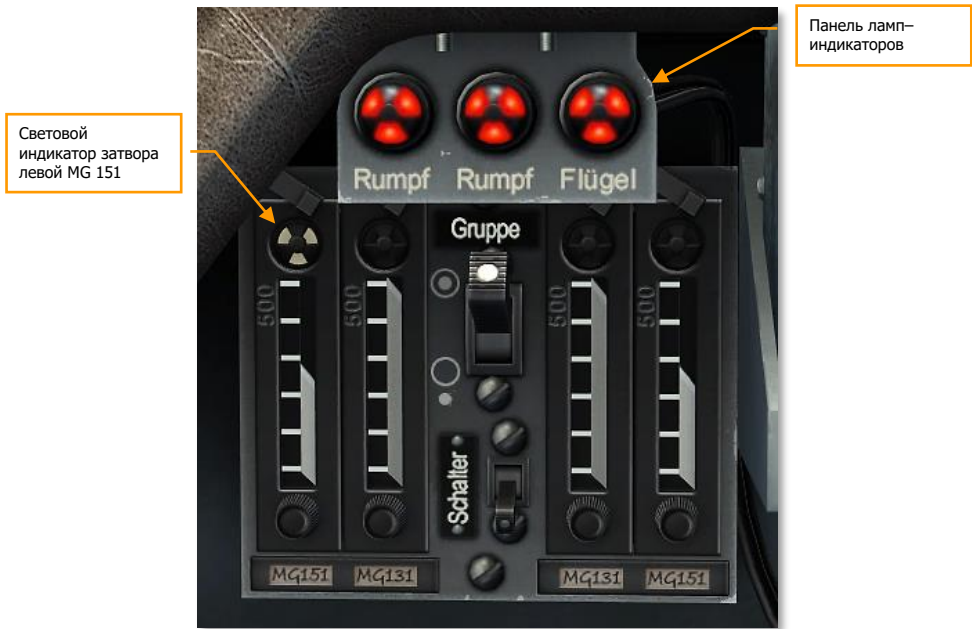 Панель ламп–
индикаторов
Световой
индикатор затвора
левой MG 151
Rumpf Rumpf Flügel
Gruppe
500 500 500 500
Schalter
MG151 MG131 MG131 MG151